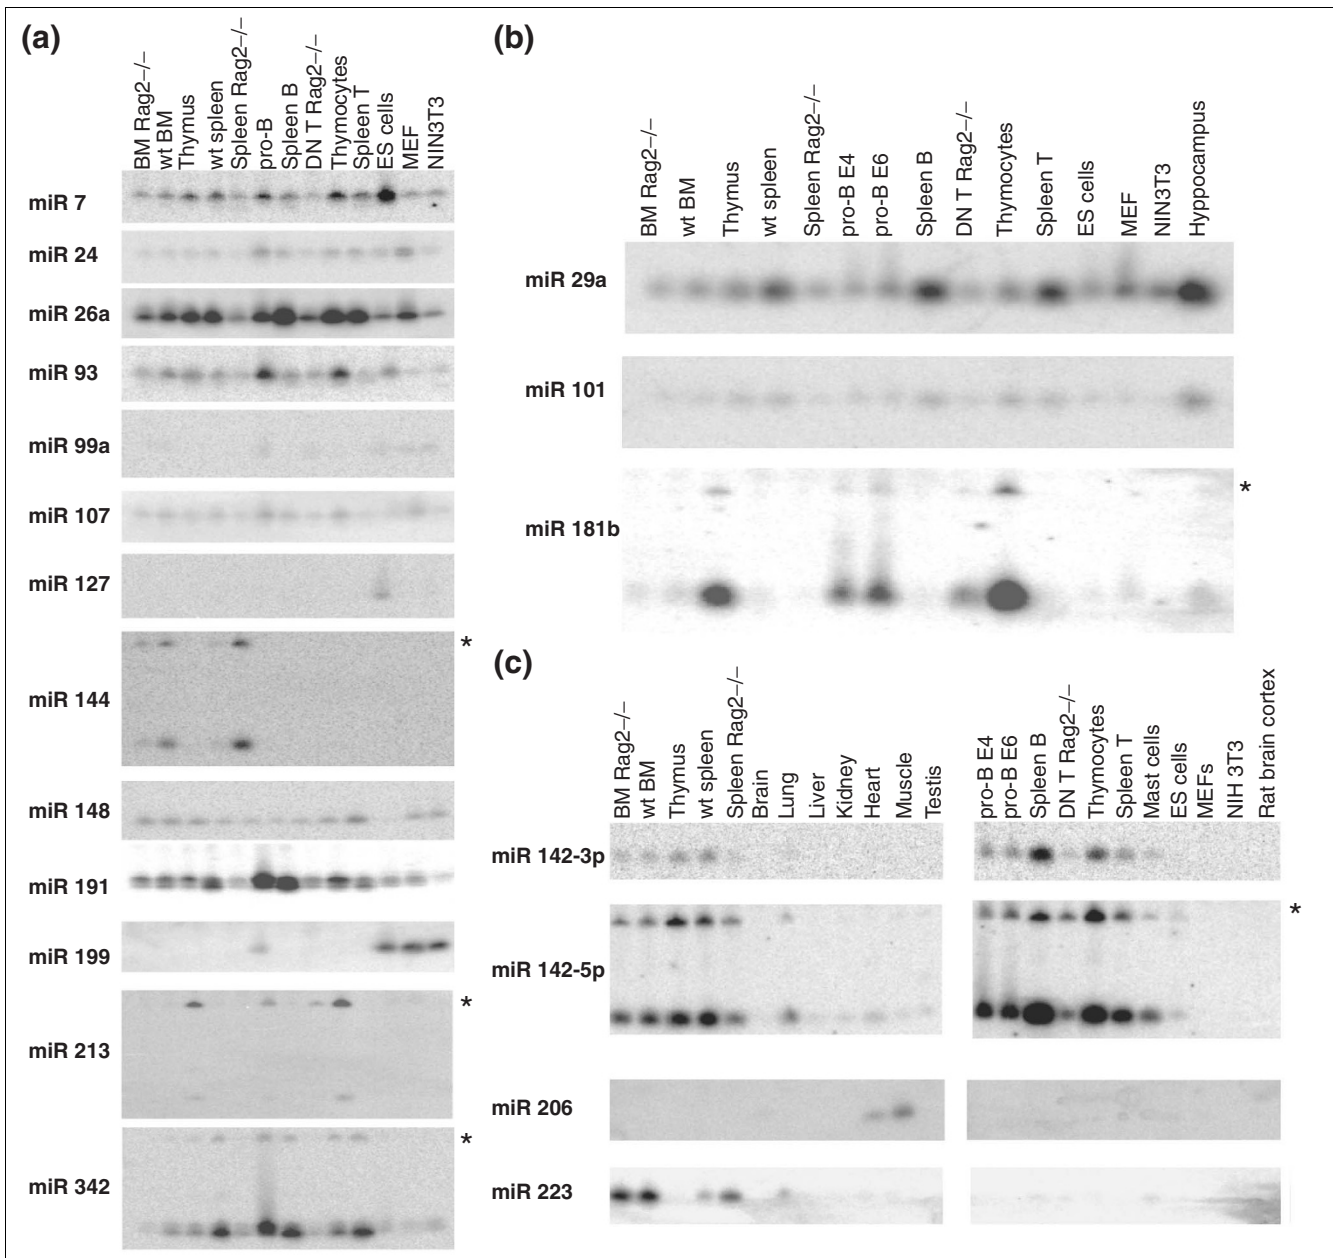 (a)
BM Rag2–/–
wt BM
Thymus
wt spleen
Spleen Rag2–/–
pro-B
Spleen B
DN T Rag2–/–
Thymocytes
Spleen T
ES cells
MEF
NIN3T3
miR 7
miR 24
miR 26a
miR 93
miR 99a
miR 107
miR 127
miR 144
*
miR 148
miR 191
miR 199
miR 213
*
miR 342
*
(b)
BM Rag2–/–
wt BM
Thymus
wt spleen
Spleen Rag2–/–
pro-B E4
pro-B E6
Spleen B
DN T Rag2–/–
Thymocytes
Spleen T
ES cells
MEF
NIN3T3
Hyppocampus
miR 29a
miR 101
miR 181b
*
(c)
BM Rag2–/–
wt BM
Thymus
wt spleen
Spleen Rag2–/–
Brain
Lung
Liver
Kidney
Heart
Muscle
Testis
pro-B E4
pro-B E6
Spleen B
DN T Rag2–/–
Thymocytes
Spleen T
Mast cells
ES cells
MEFs
NIH 3T3
Rat brain cortex
miR 142-3p
miR 142-5p
*
miR 206
miR 223